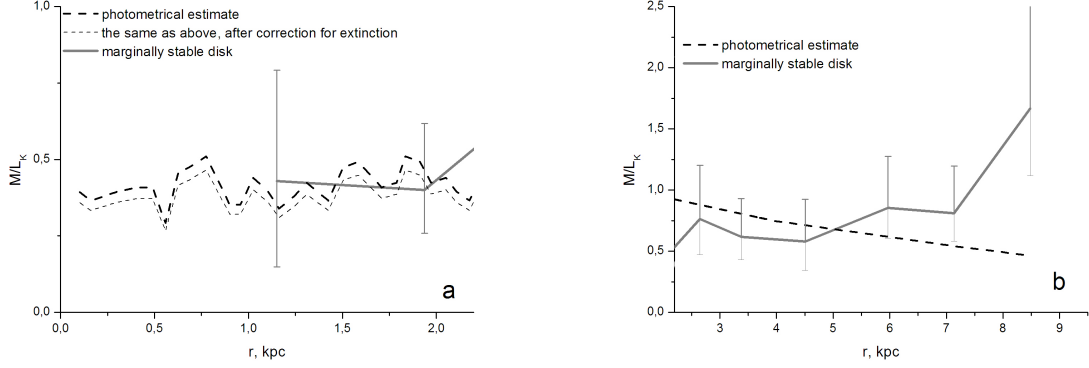 photometrical estimate
the same as above, after correction for extinction
marginally stable disk
1,0
0,5
0,0
M/L_K
a
0,0 0,5 1,0 1,5 2,0
r, kpc
2,5
2,0
1,5
1,0
0,5
0,0
M/L_K
photometrical estimate
marginally stable disk
b
3 4 5 6 7 8 9
r, kpc